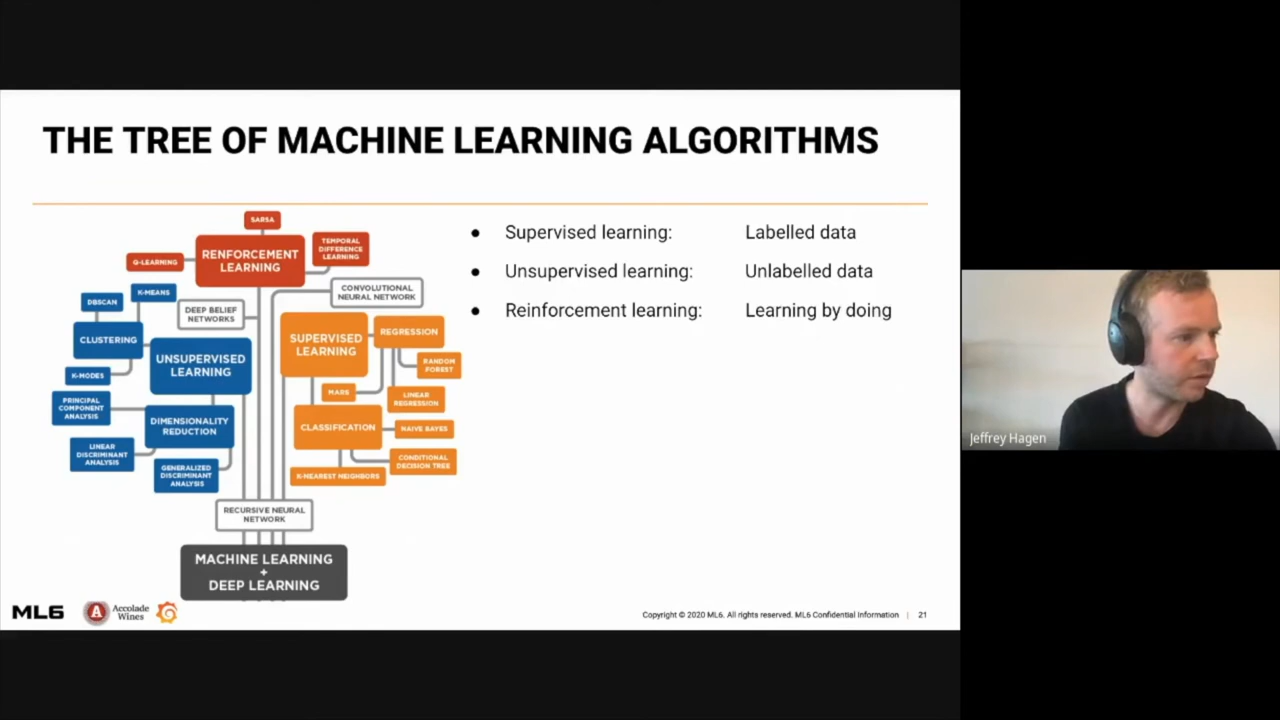 THE TREE OF MACHINE LEARNING ALGORITHMS
SARSA
RENFORCEMENT
LEARNING
TEMPORAL
DIFFERENCE
LEARNING
Q-LEARNING
CONVOLUTIONAL
NEURAL NETWORK
K-MEANS
DBSCAN
DEEP BELIEF
NETWORKS
CLUSTERING
SUPERVISED
LEARNING
REGRESSION
UNSUPERVISED
LEARNING
RANDOM
FOREST
K-MODES
MARS
LINEAR
REGRESSION
PRINCIPAL
COMPONENT
ANALYSIS
DIMENSIONALITY
REDUCTION
CLASSIFICATION
NAIVE BAYES
LINEAR
DISCRIMINANT
ANALYSIS
CONDITIONAL
DECISION TREE
GENERALIZED
DISCRIMINANT
ANALYSIS
K-NEAREST NEIGHBORS
RECURSIVE NEURAL
NETWORK
MACHINE LEARNING
+
DEEP LEARNING
● Supervised learning: Labelled data
● Unsupervised learning: Unlabelled data
● Reinforcement learning: Learning by doing
Jeffrey Hagen
ML6
A
Accolade
Wines
Copyright © 2020 ML6. All rights reserved. ML6 Confidential Information | 21